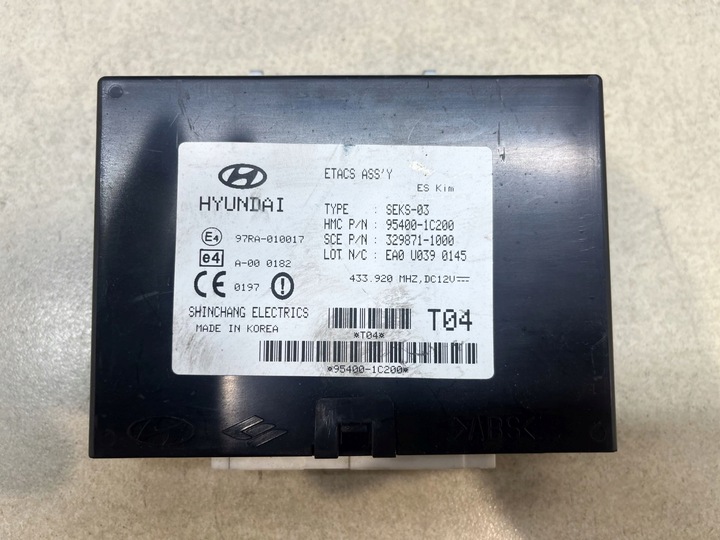 ETACS ASS'Y
ES Kim
HYUNDAI
TYPE : SEKS-03
HMC P/N : 95400-1C200
SCE P/N : 329871-1000
LOT N/C : EA0 U039 0145
E4 97RA-010017
e4 A-00 0182
CE 0197
433.920 MHZ,DC12V
SHINCHANG ELECTRICS
MADE IN KOREA
*T04*
T04
*95400-1C200*
>ABS<